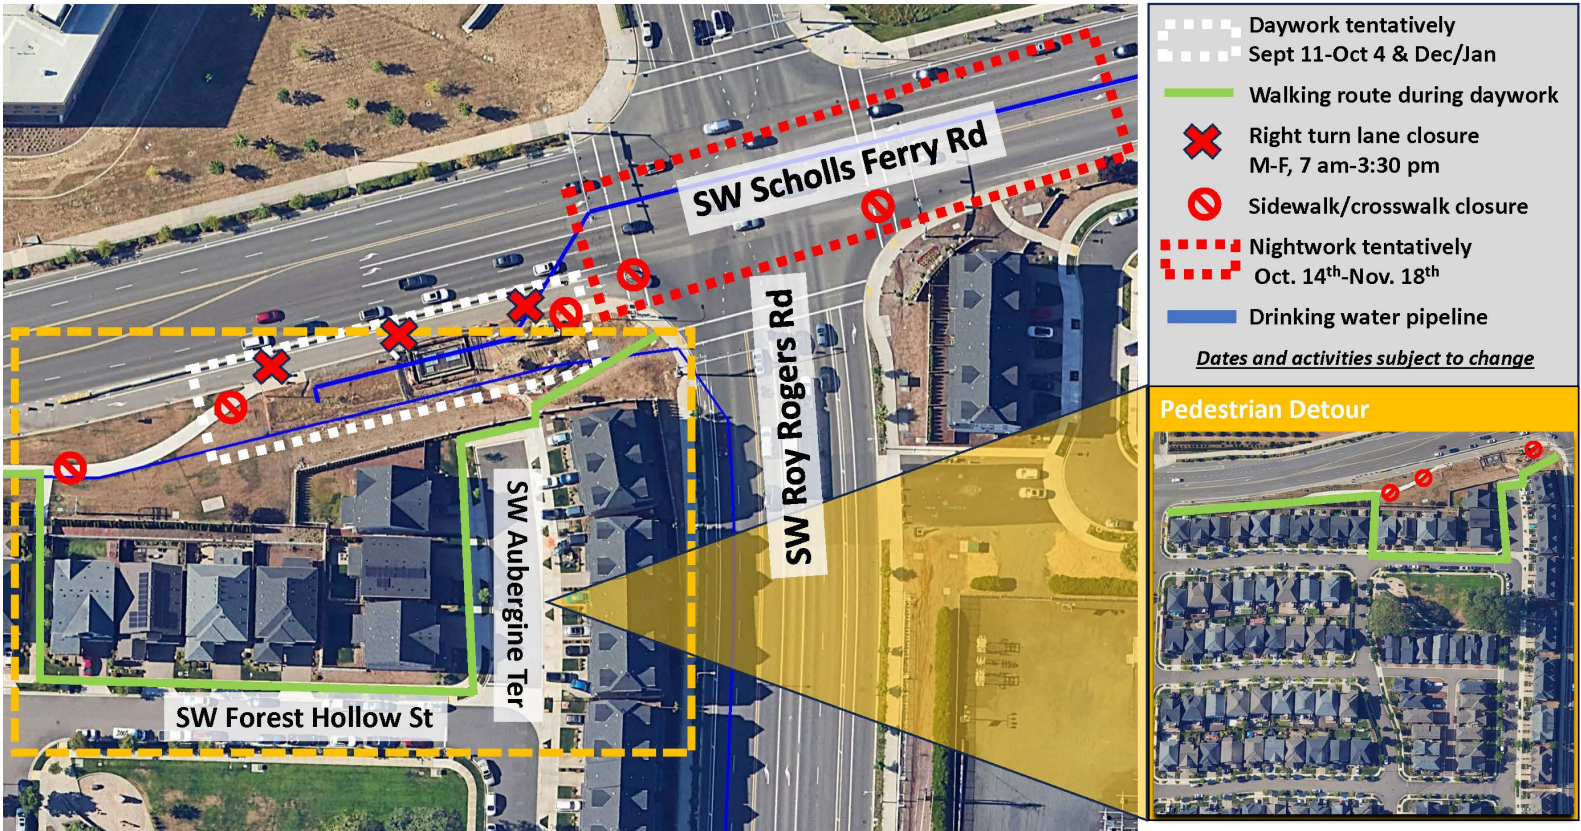 Daywork tentatively
Sept 11-Oct 4 & Dec/Jan
Walking route during daywork
Right turn lane closure
M-F, 7 am-3:30 pm
Sidewalk/crosswalk closure
Nightwork tentatively
Oct. 14th-Nov. 18th
Drinking water pipeline
Dates and activities subject to change
Pedestrian Detour
SW Scholls Ferry Rd
SW Roy Rogers Rd
SW Aubergine Ter
SW Forest Hollow St